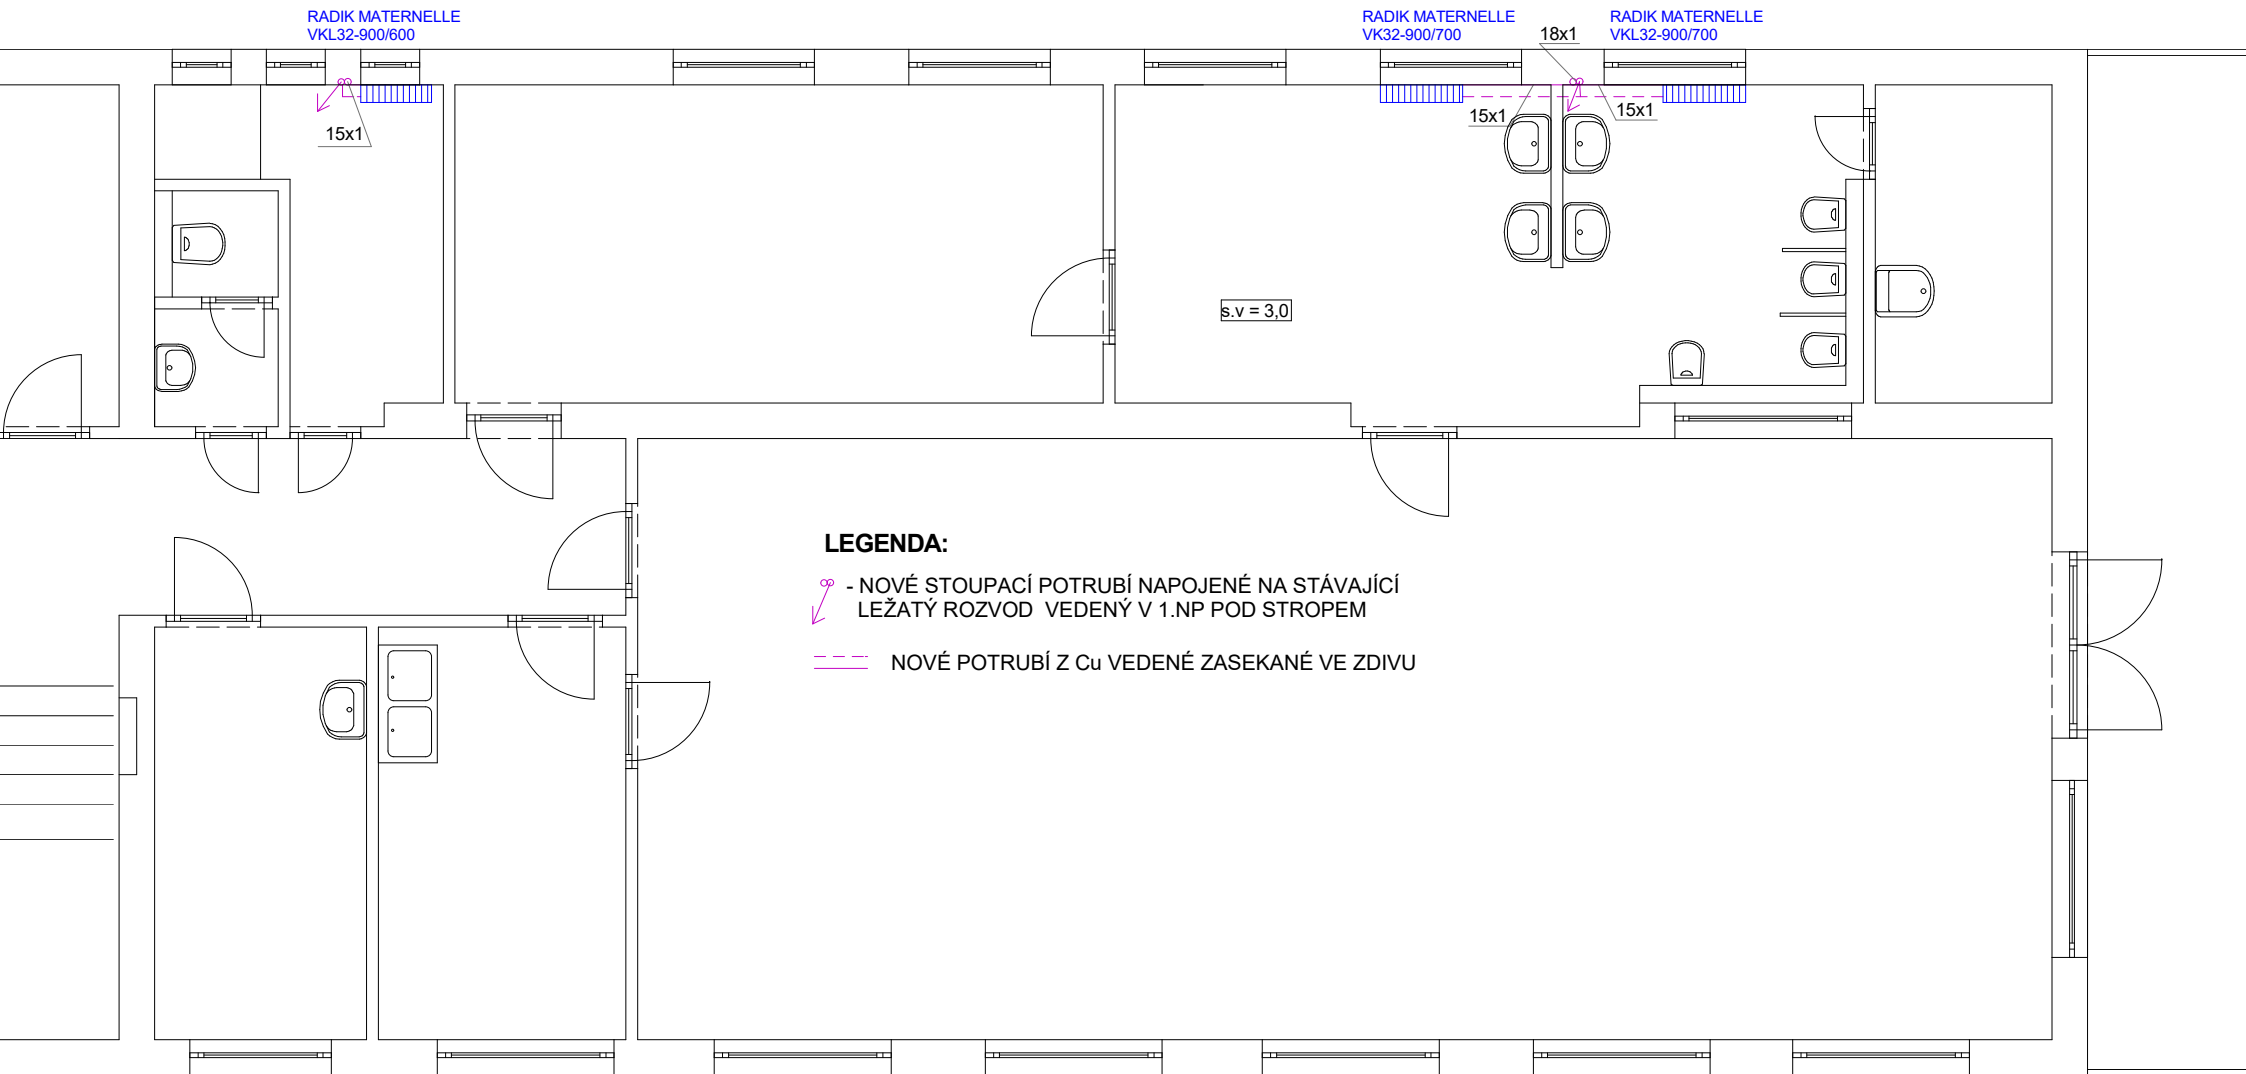 RADIK MATERNELLE
VKL32-900/600
RADIK MATERNELLE
VK32-900/700
18x1
RADIK MATERNELLE
VKL32-900/700
15x1
15x1
15x1
s.v = 3,0
LEGENDA:
- NOVÉ STOUPACÍ POTRUBÍ NAPOJENÉ NA STÁVAJÍCÍ
LEŽATÝ ROZVOD VEDENÝ V 1.NP POD STROPEM
NOVÉ POTRUBÍ Z Cu VEDENÉ ZASEKANÉ VE ZDIVU